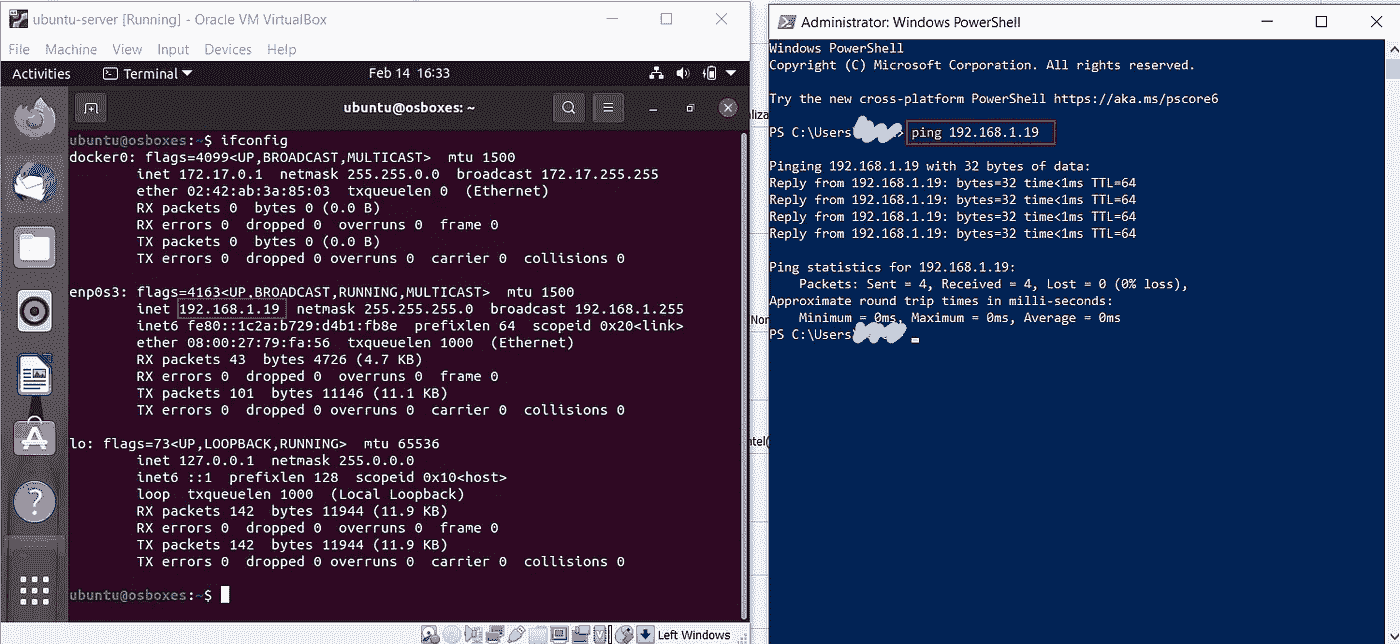 ubuntu-server [Running] - Oracle VM VirtualBox
File Machine View Input Devices Help
Activities Terminal Feb 14 16:33
ubuntu@osboxes: ~
ubuntu@osboxes:~$ ifconfig
docker0: flags=4099<UP,BROADCAST,MULTICAST> mtu 1500
inet 172.17.0.1 netmask 255.255.0.0 broadcast 172.17.255.255
ether 02:42:ab:3a:85:03 txqueuelen 0 (Ethernet)
RX packets 0 bytes 0 (0.0 B)
RX errors 0 dropped 0 overruns 0 frame 0
TX packets 0 bytes 0 (0.0 B)
TX errors 0 dropped 0 overruns 0 carrier 0 collisions 0
enp0s3: flags=4163<UP,BROADCAST,RUNNING,MULTICAST> mtu 1500
inet 192.168.1.19 netmask 255.255.255.0 broadcast 192.168.1.255
inet6 fe80::1c2a:b729:d4b1:fb8e prefixlen 64 scopeid 0x20<link>
ether 08:00:27:79:fa:56 txqueuelen 1000 (Ethernet)
RX packets 43 bytes 4726 (4.7 KB)
RX errors 0 dropped 0 overruns 0 frame 0
TX packets 101 bytes 11146 (11.1 KB)
TX errors 0 dropped 0 overruns 0 carrier 0 collisions 0
lo: flags=73<UP,LOOPBACK,RUNNING> mtu 65536
inet 127.0.0.1 netmask 255.0.0.0
inet6 ::1 prefixlen 128 scopeid 0x10<host>
loop txqueuelen 1000 (Local Loopback)
RX packets 142 bytes 11944 (11.9 KB)
RX errors 0 dropped 0 overruns 0 frame 0
TX packets 142 bytes 11944 (11.9 KB)
TX errors 0 dropped 0 overruns 0 carrier 0 collisions 0
ubuntu@osboxes:~$
Left Windows
Administrator: Windows PowerShell
Windows PowerShell
Copyright (C) Microsoft Corporation. All rights reserved.
Try the new cross-platform PowerShell https://aka.ms/pscore6
PS C:\Users ping 192.168.1.19
Pinging 192.168.1.19 with 32 bytes of data:
Reply from 192.168.1.19: bytes=32 time<1ms TTL=64
Reply from 192.168.1.19: bytes=32 time<1ms TTL=64
Reply from 192.168.1.19: bytes=32 time<1ms TTL=64
Reply from 192.168.1.19: bytes=32 time<1ms TTL=64
Ping statistics for 192.168.1.19:
Packets: Sent = 4, Received = 4, Lost = 0 (0% loss),
Approximate round trip times in milli-seconds:
Minimum = 0ms, Maximum = 0ms, Average = 0ms
PS C:\Users